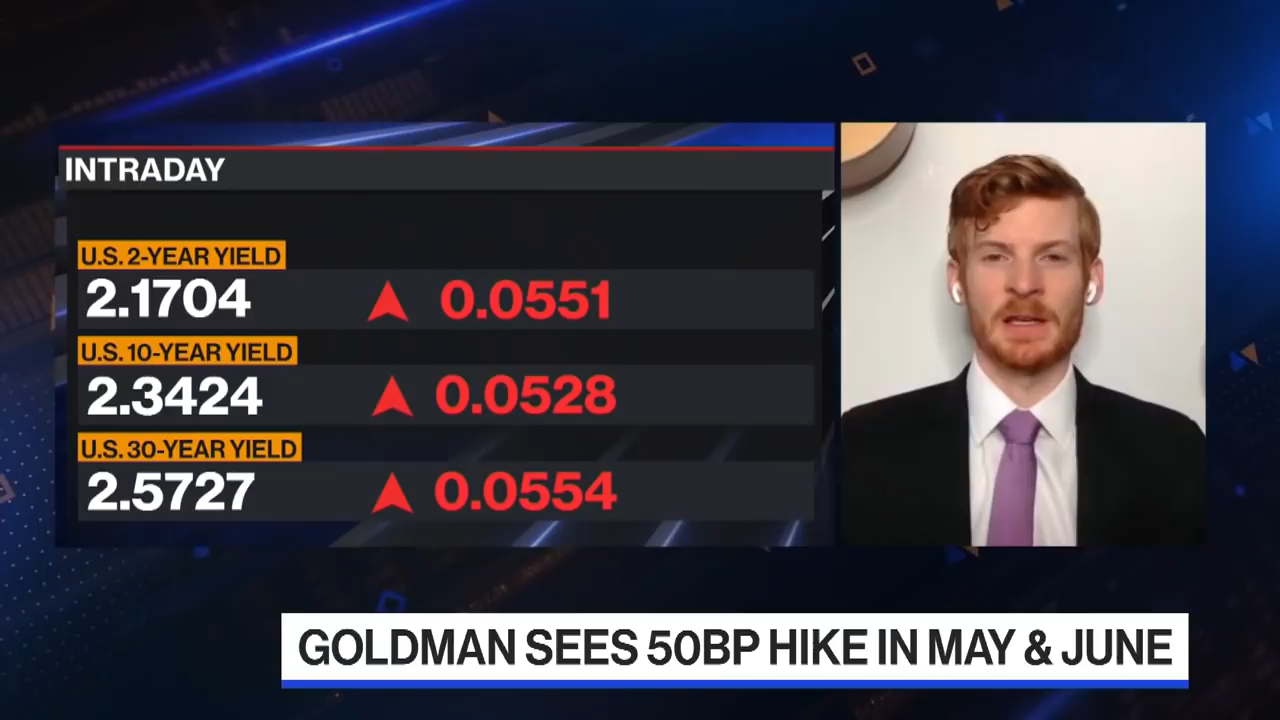 INTRADAY
U.S. 2-YEAR YIELD
2.1704 ▲ 0.0551
U.S. 10-YEAR YIELD
2.3424 ▲ 0.0528
U.S. 30-YEAR YIELD
2.5727 ▲ 0.0554
GOLDMAN SEES 50BP HIKE IN MAY & JUNE